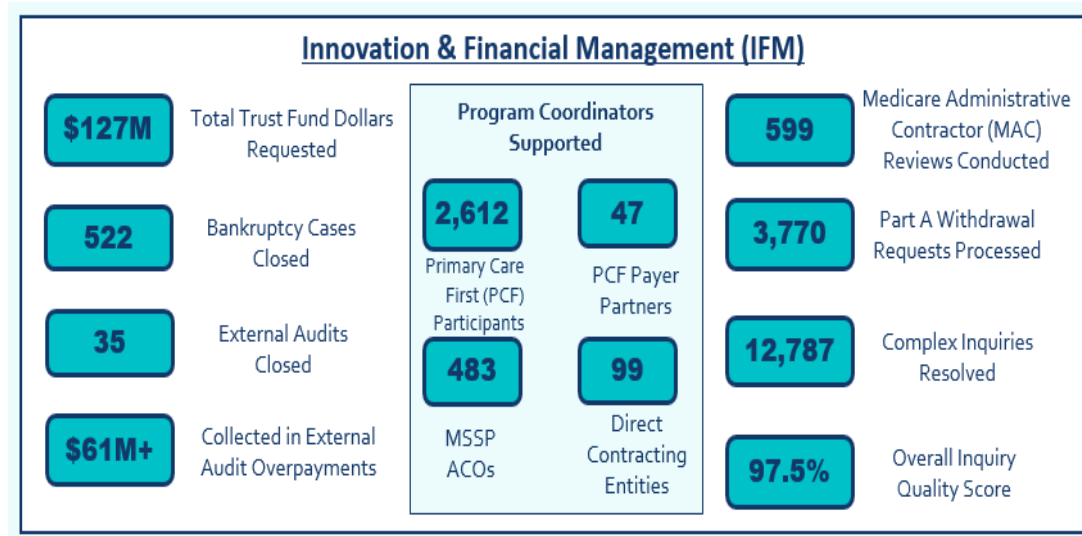 Innovation & Financial Management (IFM)
$127M
Total Trust Fund Dollars
Requested
522
Bankruptcy Cases
Closed
35
External Audits
Closed
$61M+
Collected in External
Audit Overpayments
Program Coordinators
Supported
2,612
Primary Care
First (PCF)
Participants
47
PCF Payer
Partners
483
MSSP
ACOs
99
Direct
Contracting
Entities
599
Medicare Administrative
Contractor (MAC)
Reviews Conducted
3,770
Part A Withdrawal
Requests Processed
12,787
Complex Inquiries
Resolved
97.5%
Overall Inquiry
Quality Score